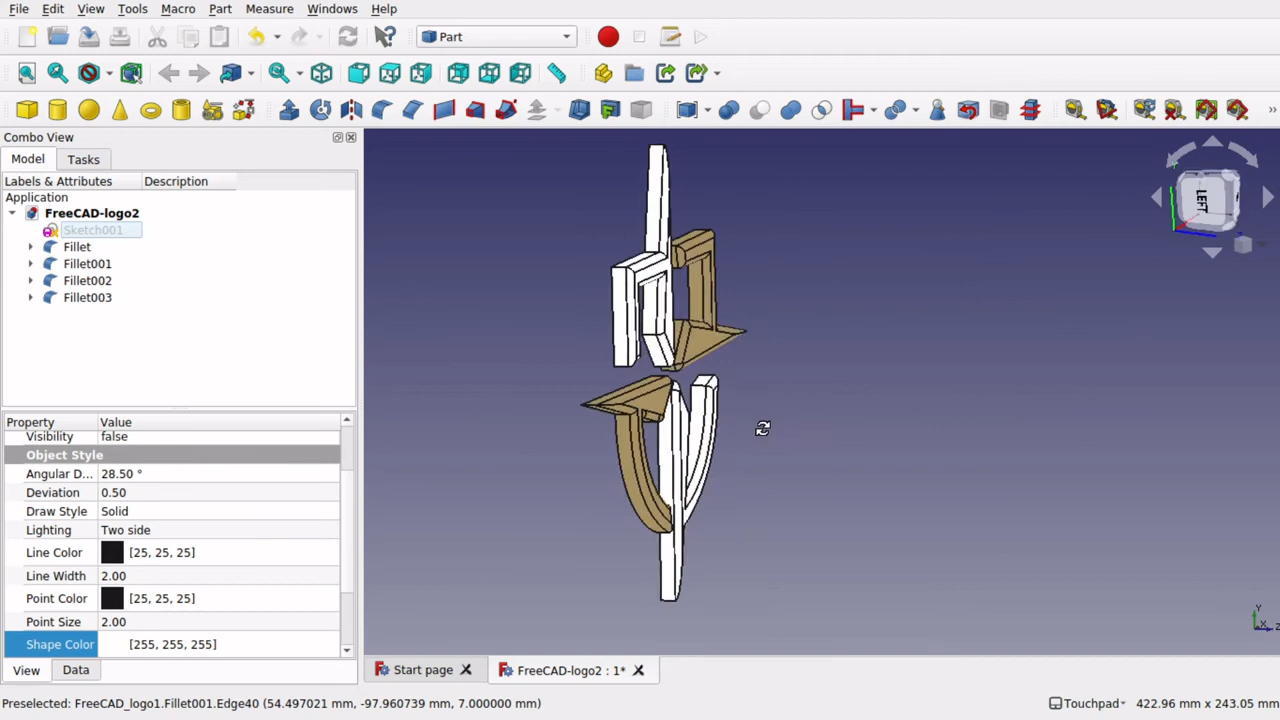 File Edit View Tools Macro Part Measure Windows Help
Part
Combo View
Model Tasks
Labels & Attributes Description
Application
FreeCAD-logo2
Sketch001
Fillet
Fillet001
Fillet002
Fillet003
Property Value
Visibility false
Object Style
Angular D... 28.50 °
Deviation 0.50
Draw Style Solid
Lighting Two side
Line Color [25, 25, 25]
Line Width 2.00
Point Color [25, 25, 25]
Point Size 2.00
Shape Color [255, 255, 255]
View Data
LEFT
Y
X
Z
Start page FreeCAD-logo2 : 1*
Preselected: FreeCAD_logo1.Fillet001.Edge40 (54.497021 mm, -97.960739 mm, 7.000000 mm) Touchpad 422.96 mm x 243.05 mm